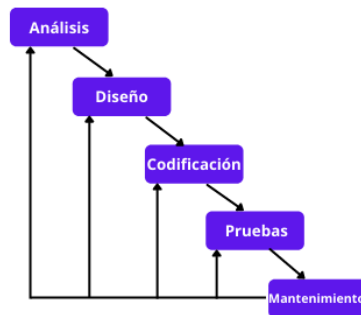 Análisis
Diseño
Codificación
Pruebas
Mantenimiento